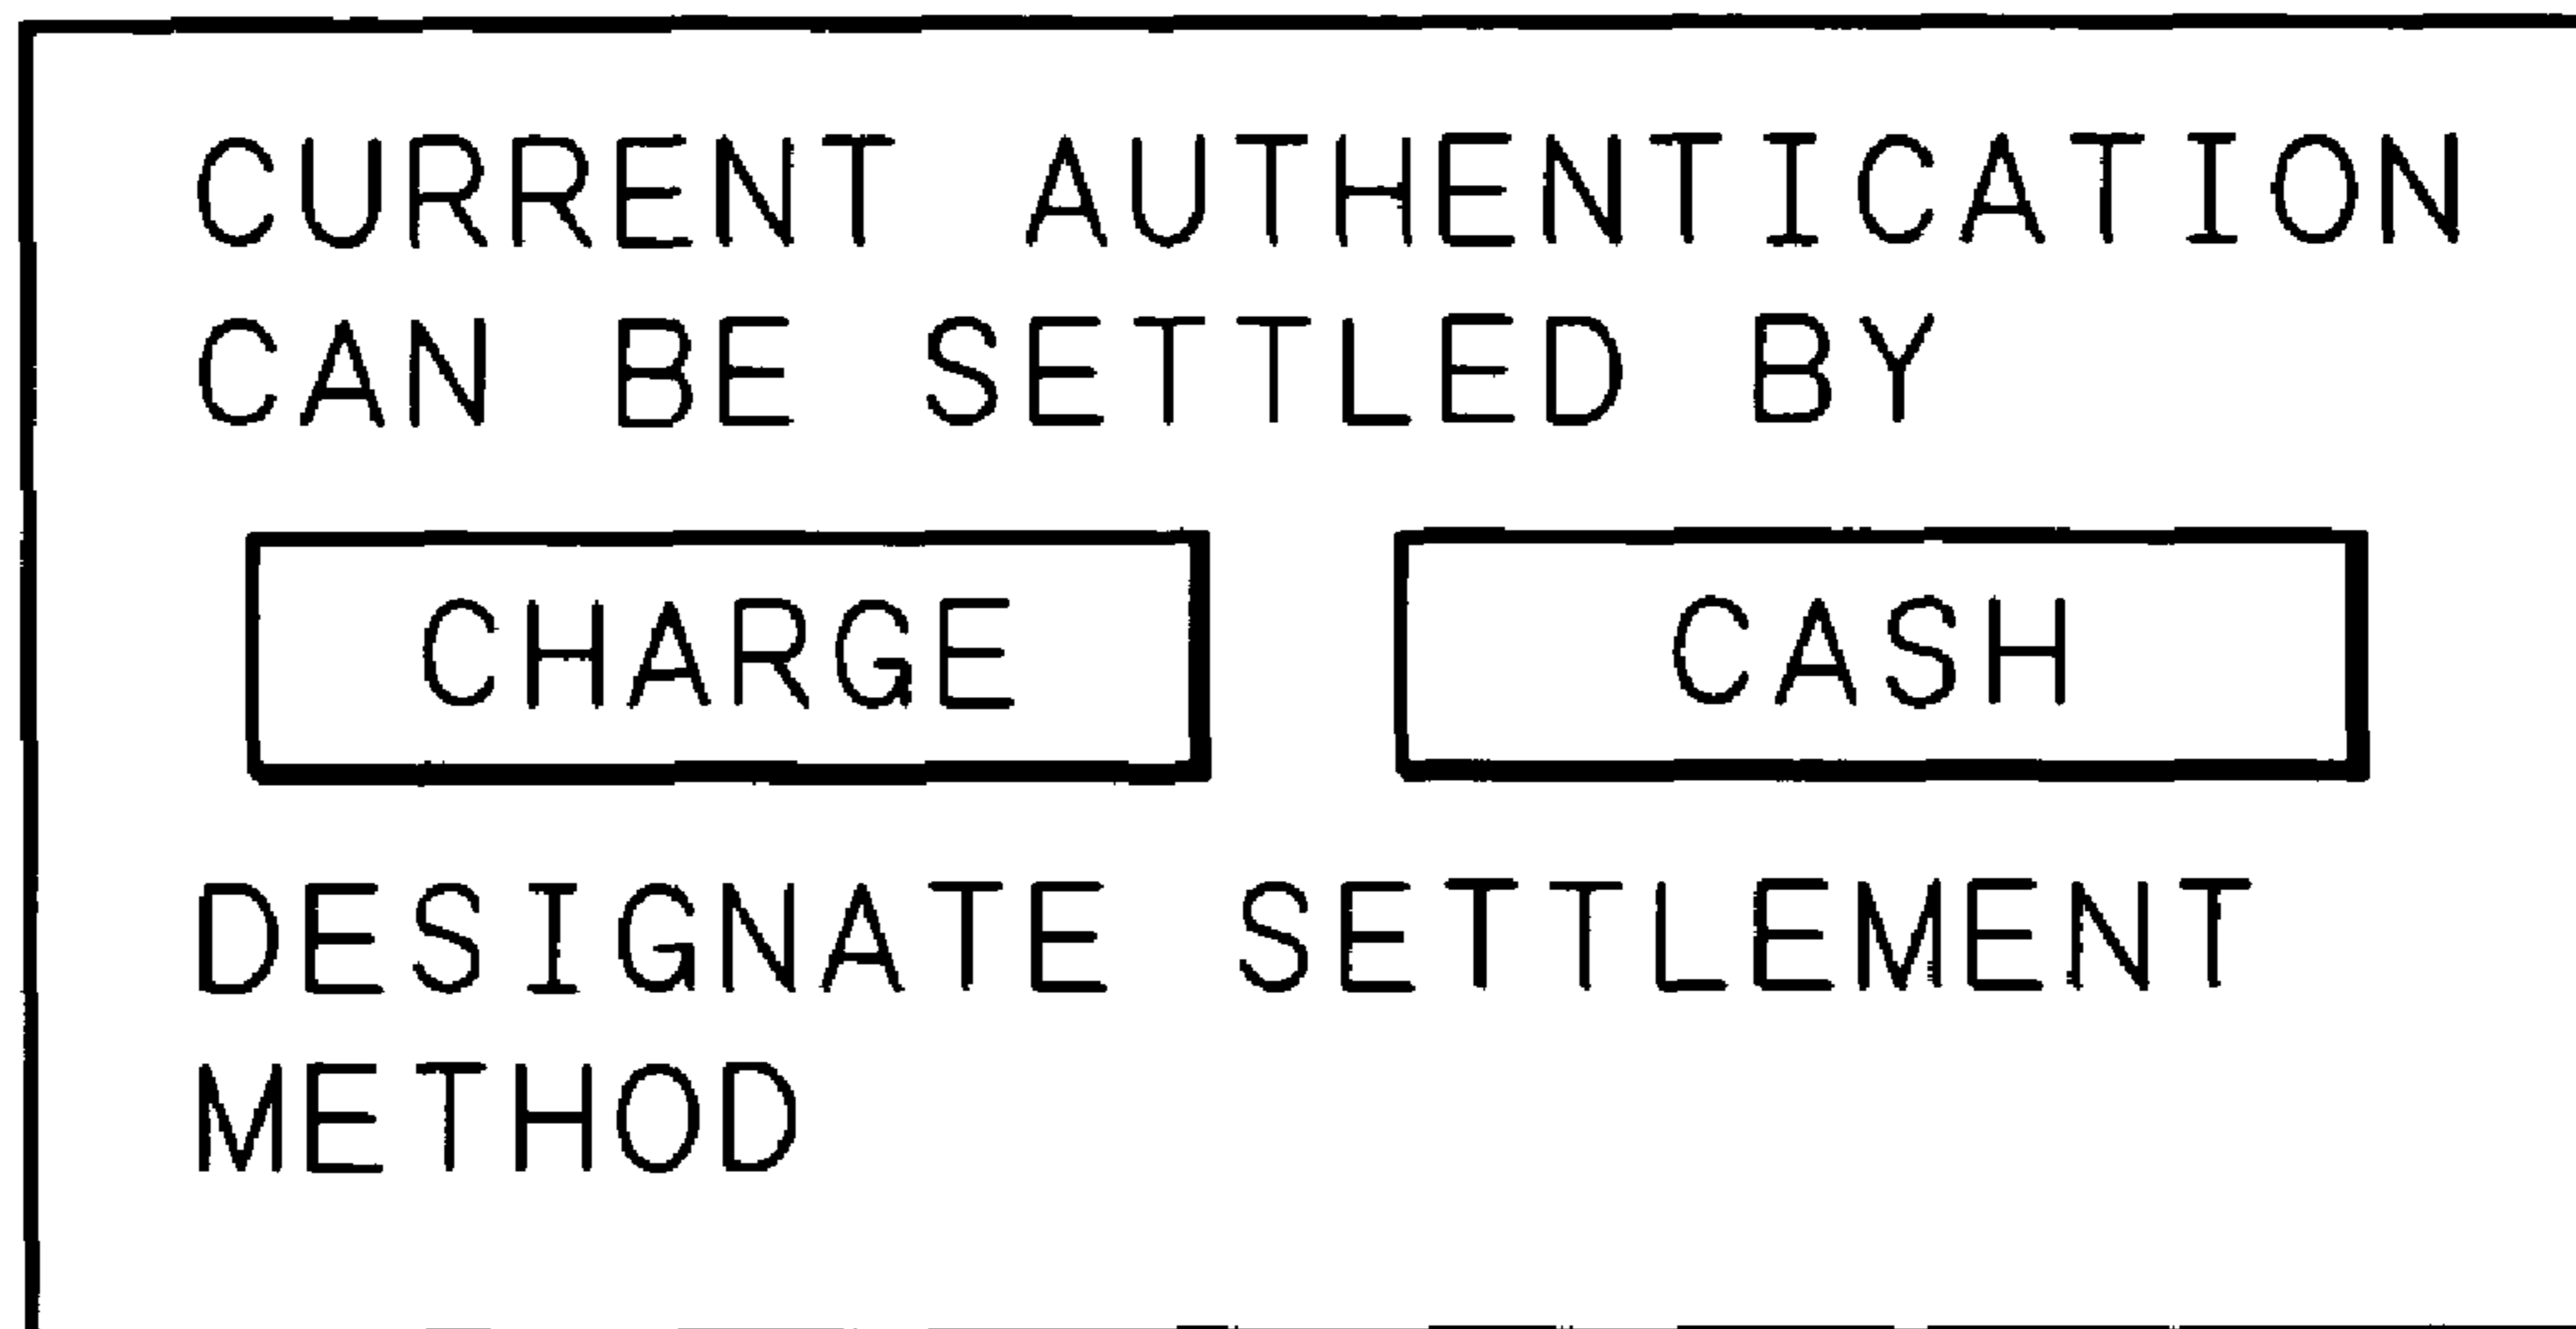 CURRENT AUTHENTICATION
CAN BE SETTLED BY
CHARGE CASH
DESIGNATE SETTLEMENT
METHOD